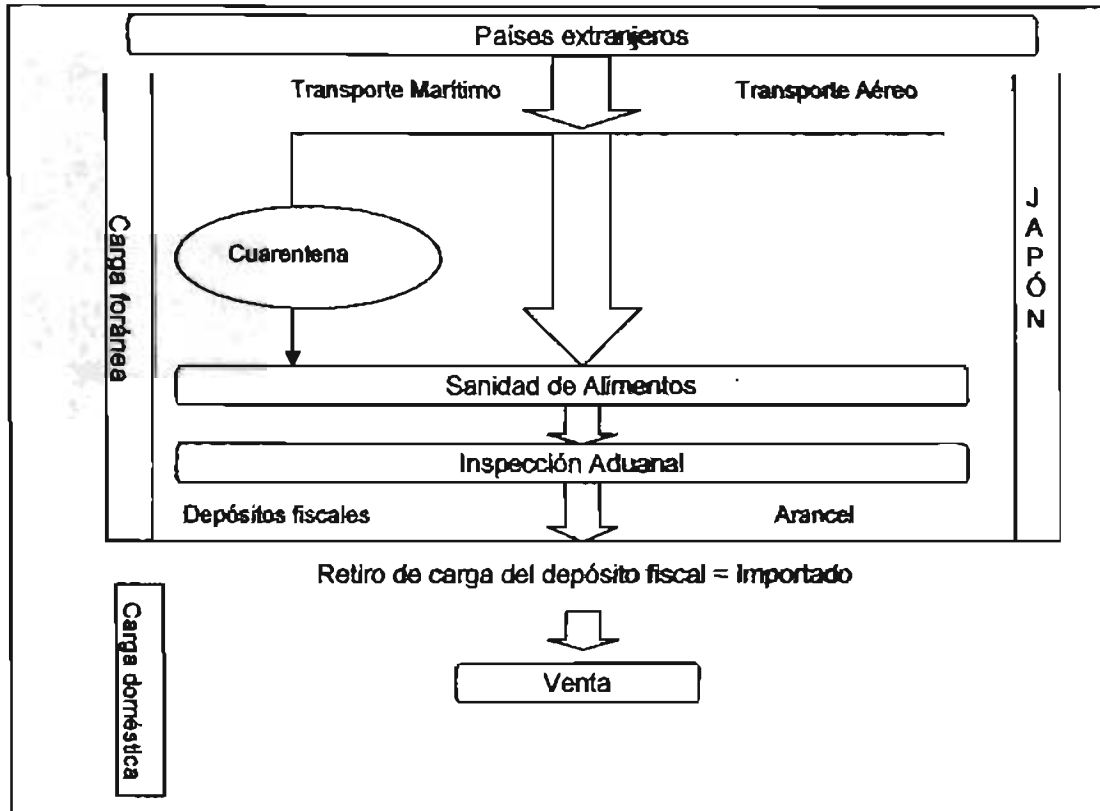 Países extranjeros
Transporte Marítimo
Transporte Aéreo
JAPÓN
Carga foránea
Cuarentena
Sanidad de Alimentos
Inspección Aduanal
Depósitos fiscales
Arancel
Retiro de carga del depósito fiscal = Importado
Carga doméstica
Venta